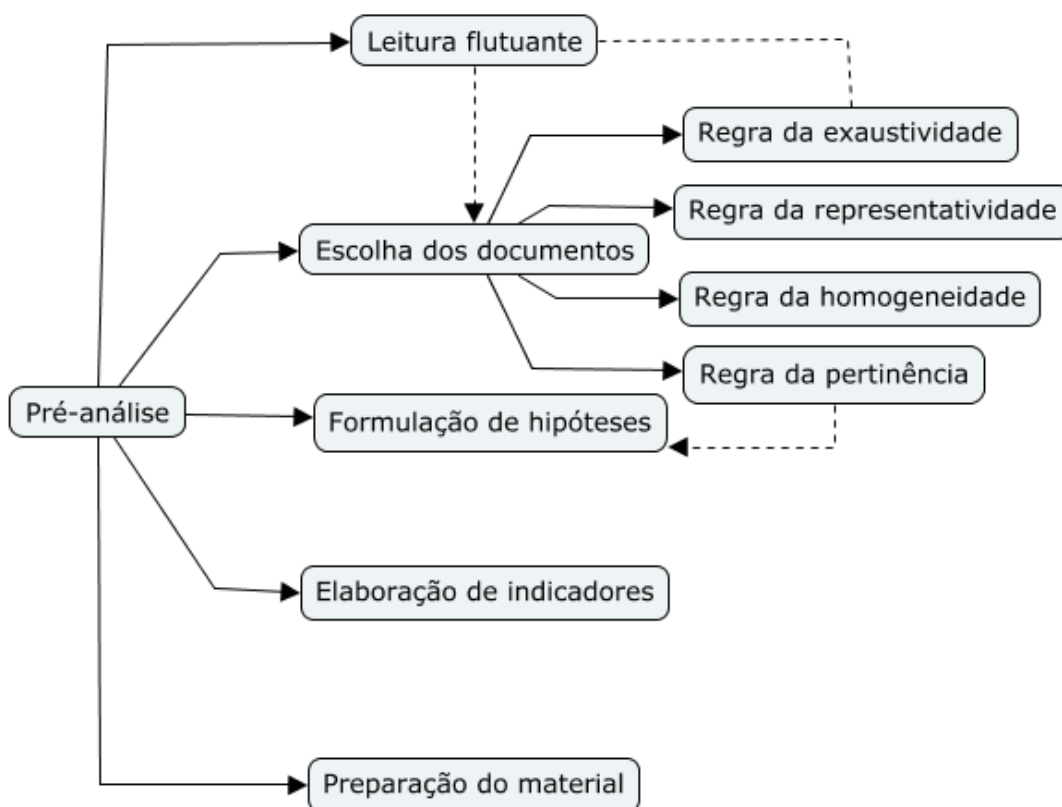 Leitura flutuante
Regra da exaustividade
Regra da representatividade
Escolha dos documentos
Regra da homogeneidade
Regra da pertinência
Pré-análise
Formulação de hipóteses
Elaboração de indicadores
Preparação do material